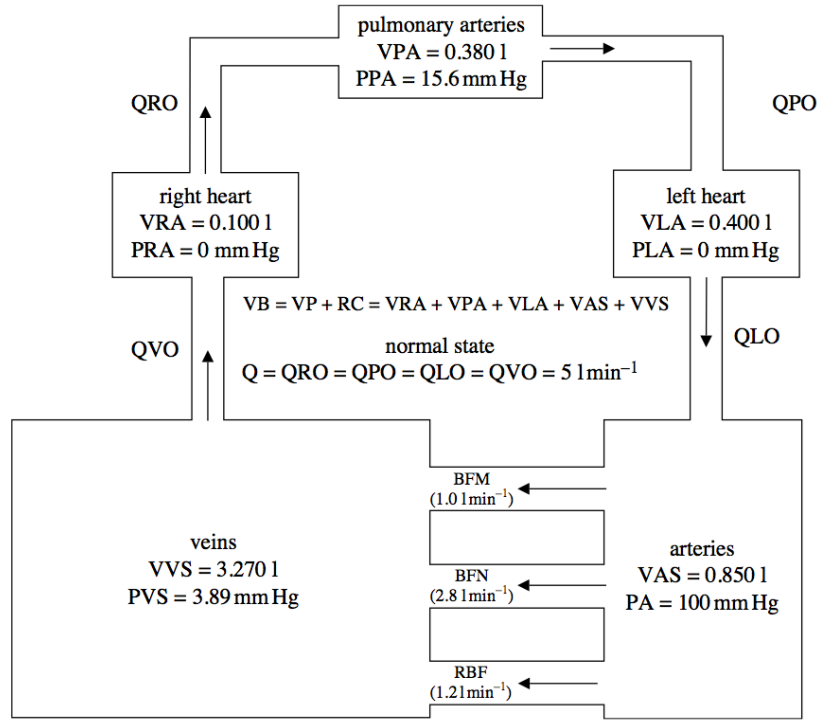 pulmonary arteries
VPA = 0.380 l
PPA = 15.6 mm Hg
QRO
QPO
right heart
VRA = 0.100 l
PRA = 0 mm Hg
left heart
VLA = 0.400 l
PLA = 0 mm Hg
VB = VP + RC = VRA + VPA + VLA + VAS + VVS
QVO
QLO
normal state
Q = QRO = QPO = QLO = QVO = 5 l min⁻¹
BFM
(1.0 l min⁻¹)
veins
VVS = 3.270 l
PVS = 3.89 mm Hg
BFN
(2.8 l min⁻¹)
arteries
VAS = 0.850 l
PA = 100 mm Hg
RBF
(1.2 l min⁻¹)